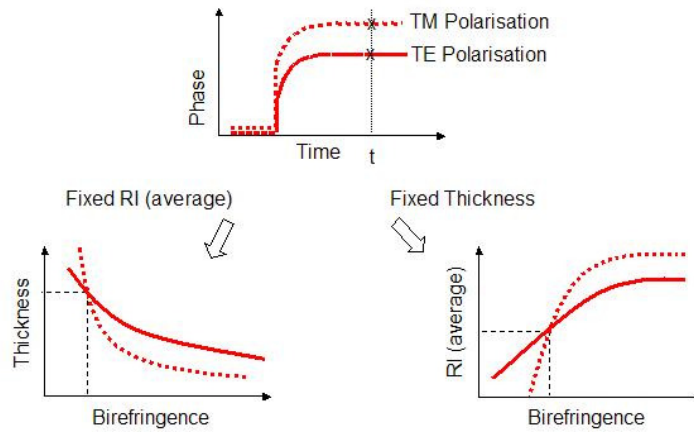 TM Polarisation
TE Polarisation
Phase
Time
t
Fixed RI (average)
Fixed Thickness
Thickness
Birefringence
RI (average)
Birefringence